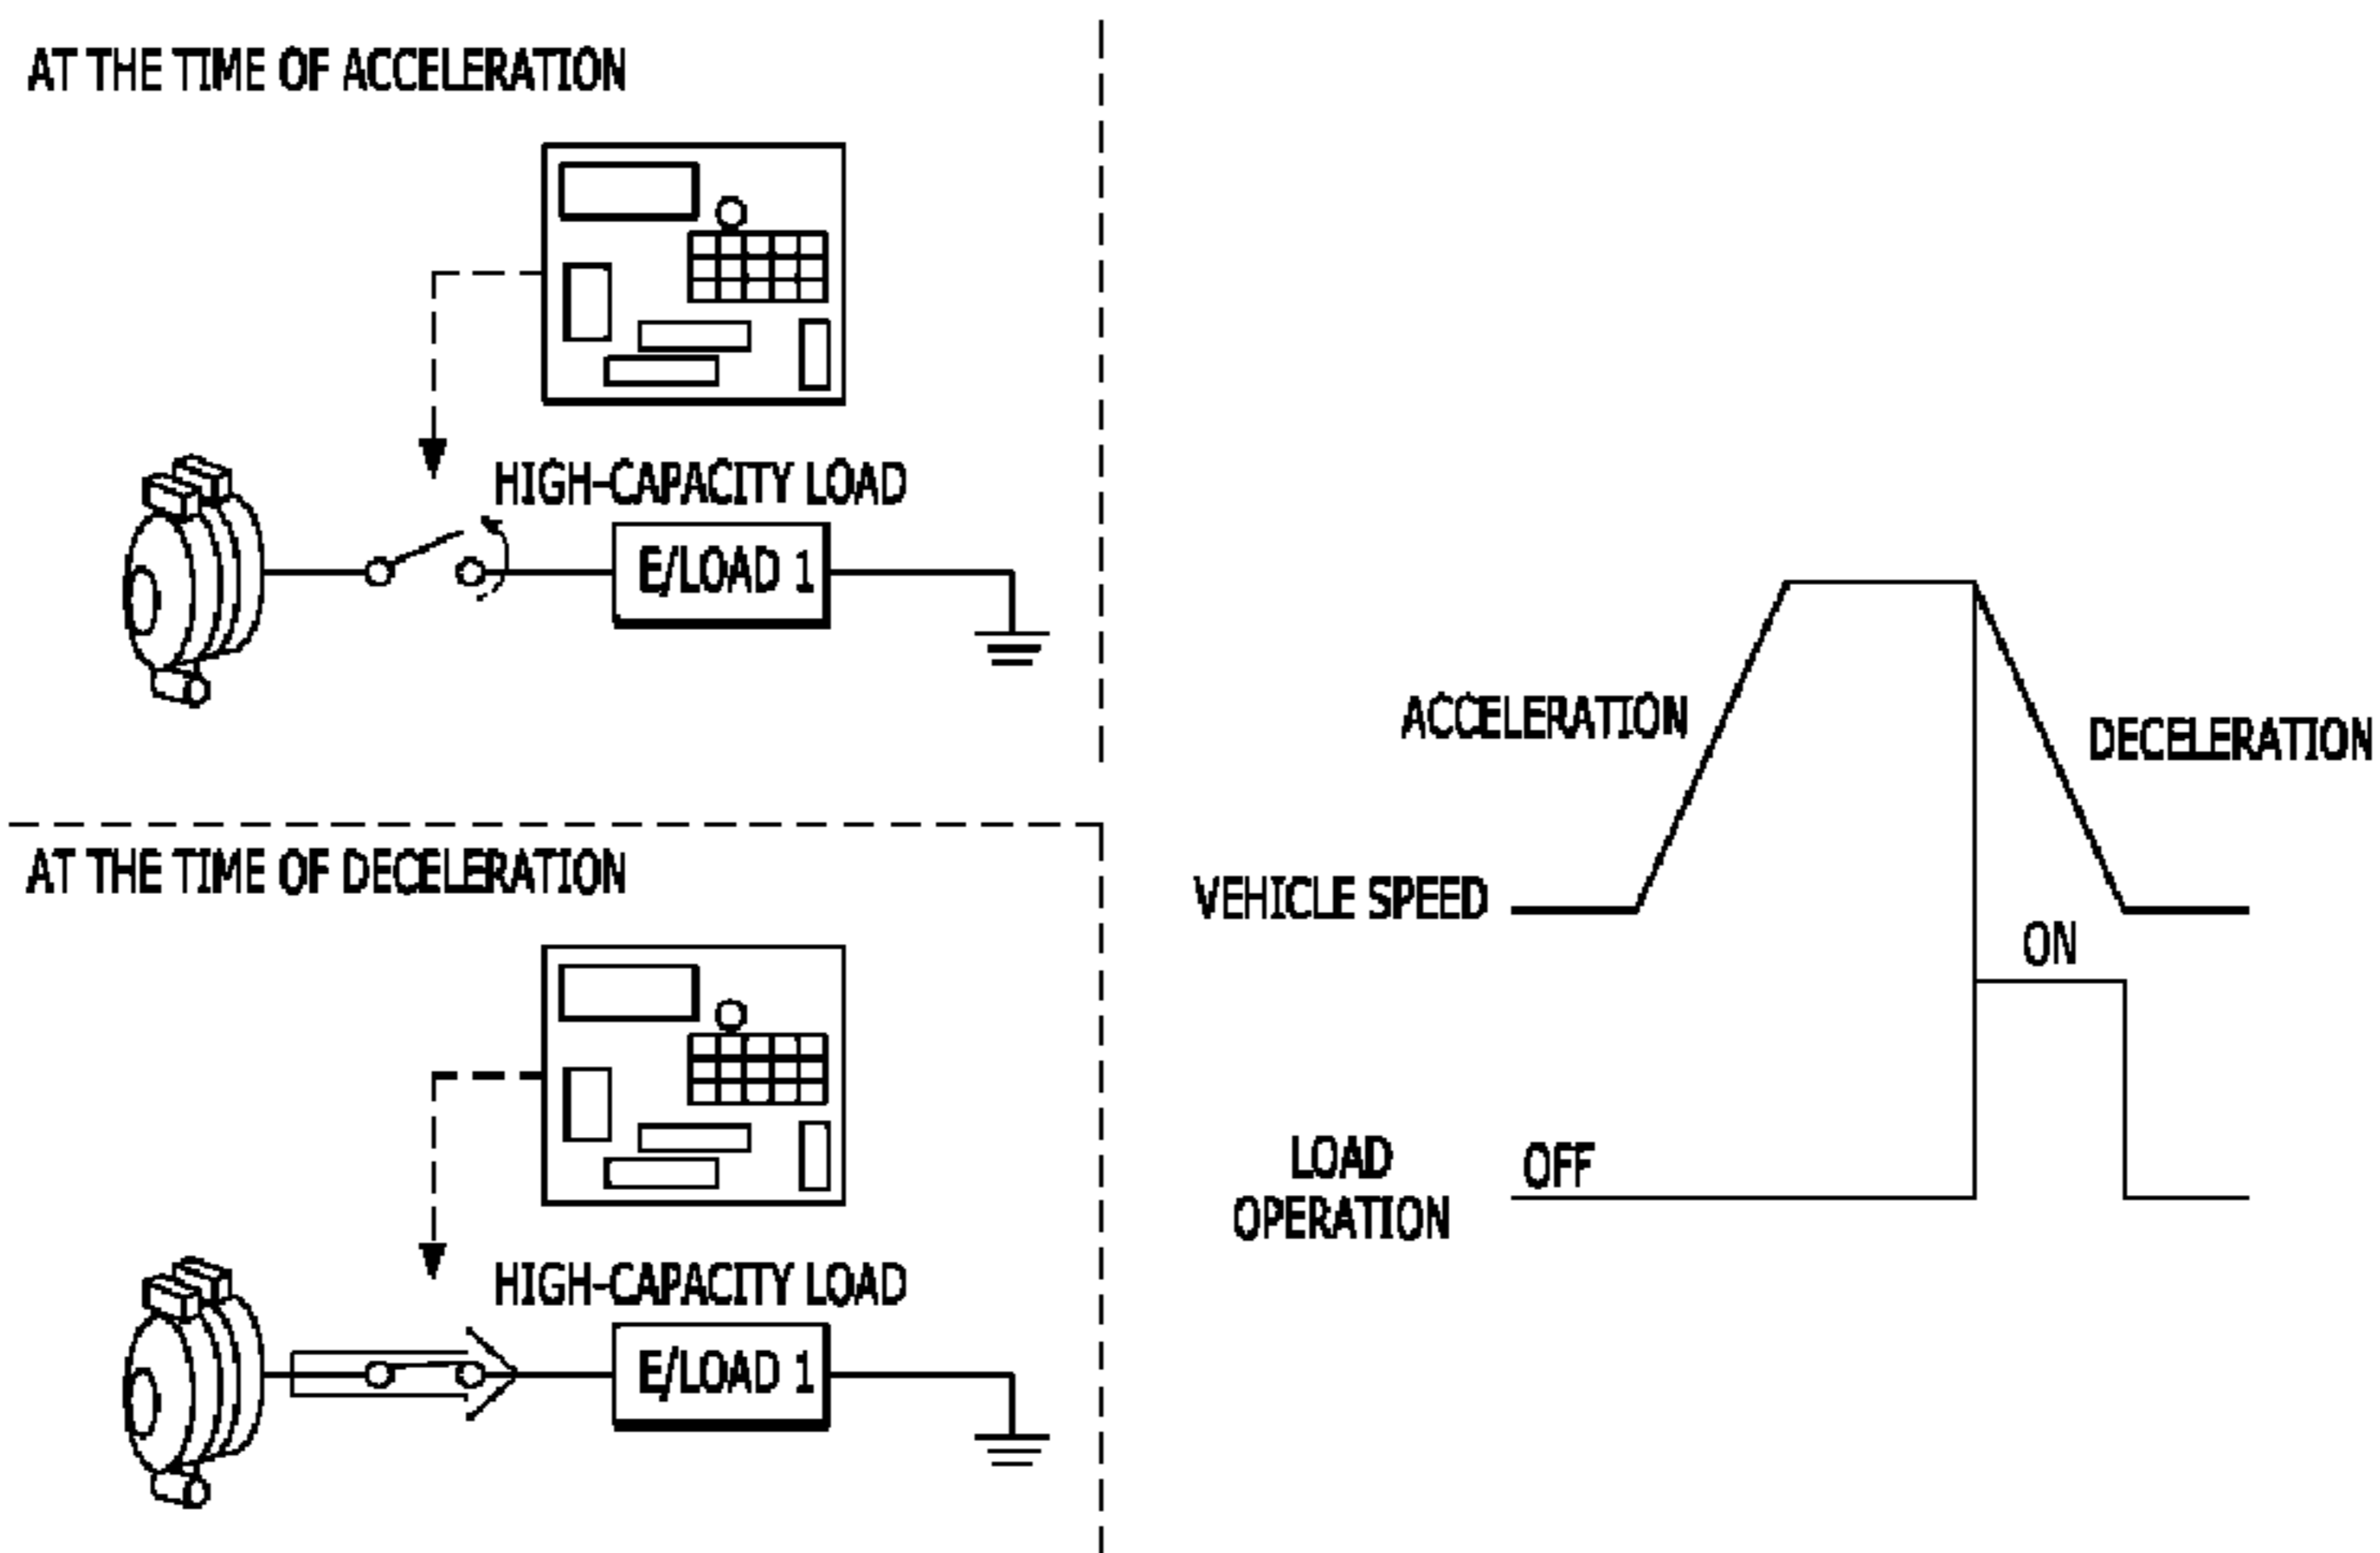 AT THE TIME OF ACCELERATION
HIGH-CAPACITY LOAD
E/LOAD 1
AT THE TIME OF DECELERATION
HIGH-CAPACITY LOAD
E/LOAD 1
ACCELERATION
DECELERATION
VEHICLE SPEED
ON
LOAD
OPERATION
OFF